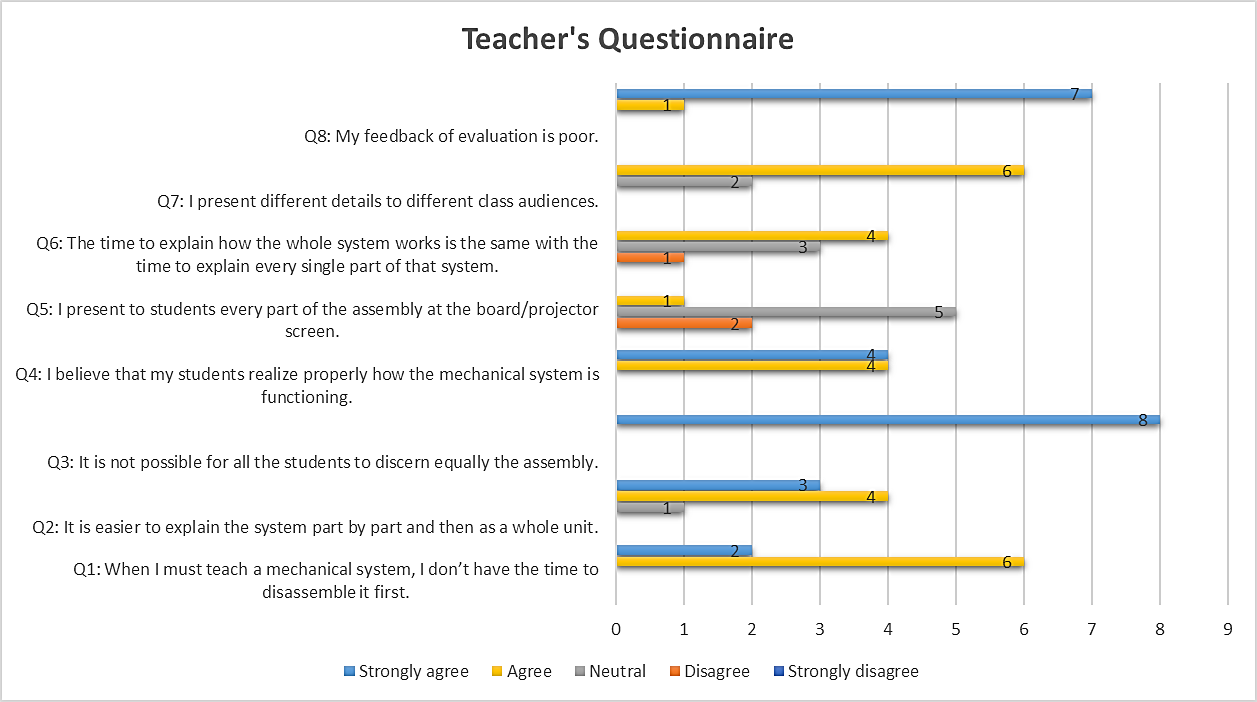 Teacher's Questionnaire
7
1
Q8: My feedback of evaluation is poor.
6
2
Q7: I present different details to different class audiences.
4
Q6: The time to explain how the whole system works is the same with the
3
time to explain every single part of that system.
1
1
Q5: I present to students every part of the assembly at the board/projector
5
screen.
2
4
4
Q4: I believe that my students realize properly how the mechanical system is
functioning.
8
Q3: It is not possible for all the students to discern equally the assembly.
3
4
1
Q2: It is easier to explain the system part by part and then as a whole unit.
2
6
Q1: When I must teach a mechanical system, I don’t have the time to
disassemble it first.
0 1 2 3 4 5 6 7 8 9
Strongly agree Agree Neutral Disagree Strongly disagree